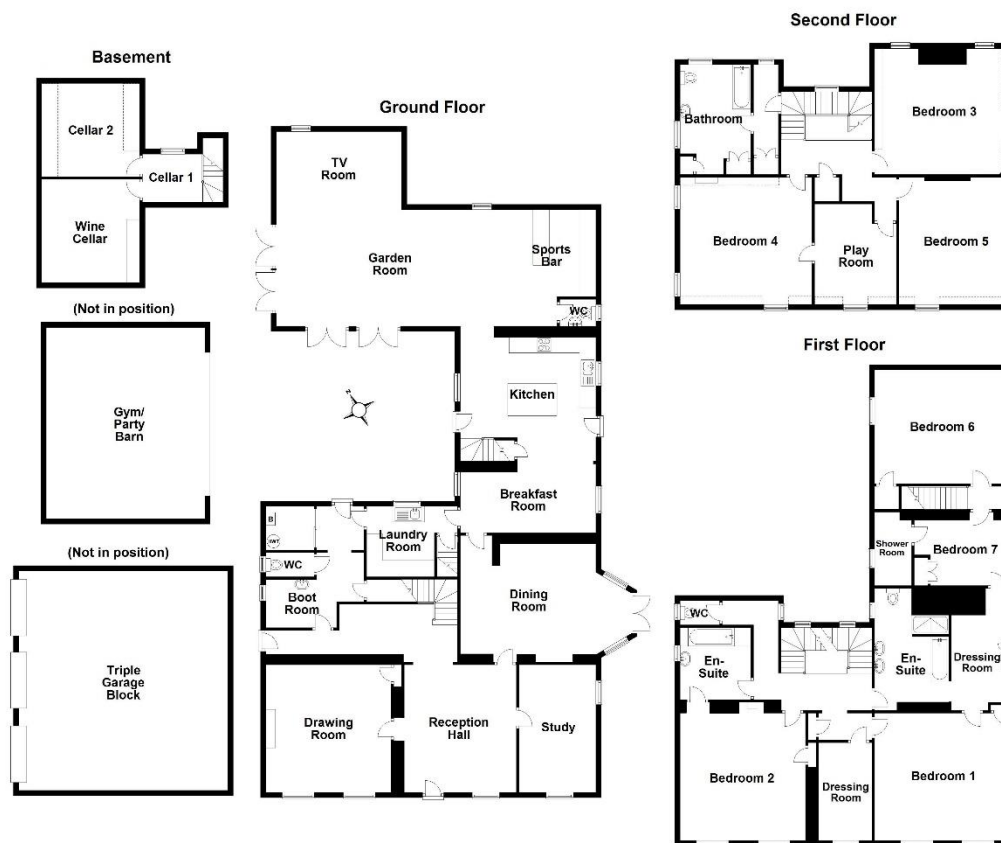 Basement
Cellar 2
Cellar 1
Wine
Cellar
(Not in position)
Gym/
Party
Barn
(Not in position)
Triple
Garage
Block
Ground Floor
TV
Room
Garden
Room
Sports
Bar
WC
Kitchen
Breakfast
Room
B
Laundry
Room
WC
Boot
Room
Dining
Room
Drawing
Room
Reception
Hall
Study
Second Floor
Bathroom
Bedroom 3
Bedroom 4
Play
Room
Bedroom 5
First Floor
Bedroom 6
Shower
Room
Bedroom 7
WC
En-
Suite
En-
Suite
Dressing
Room
Bedroom 2
Dressing
Room
Bedroom 1